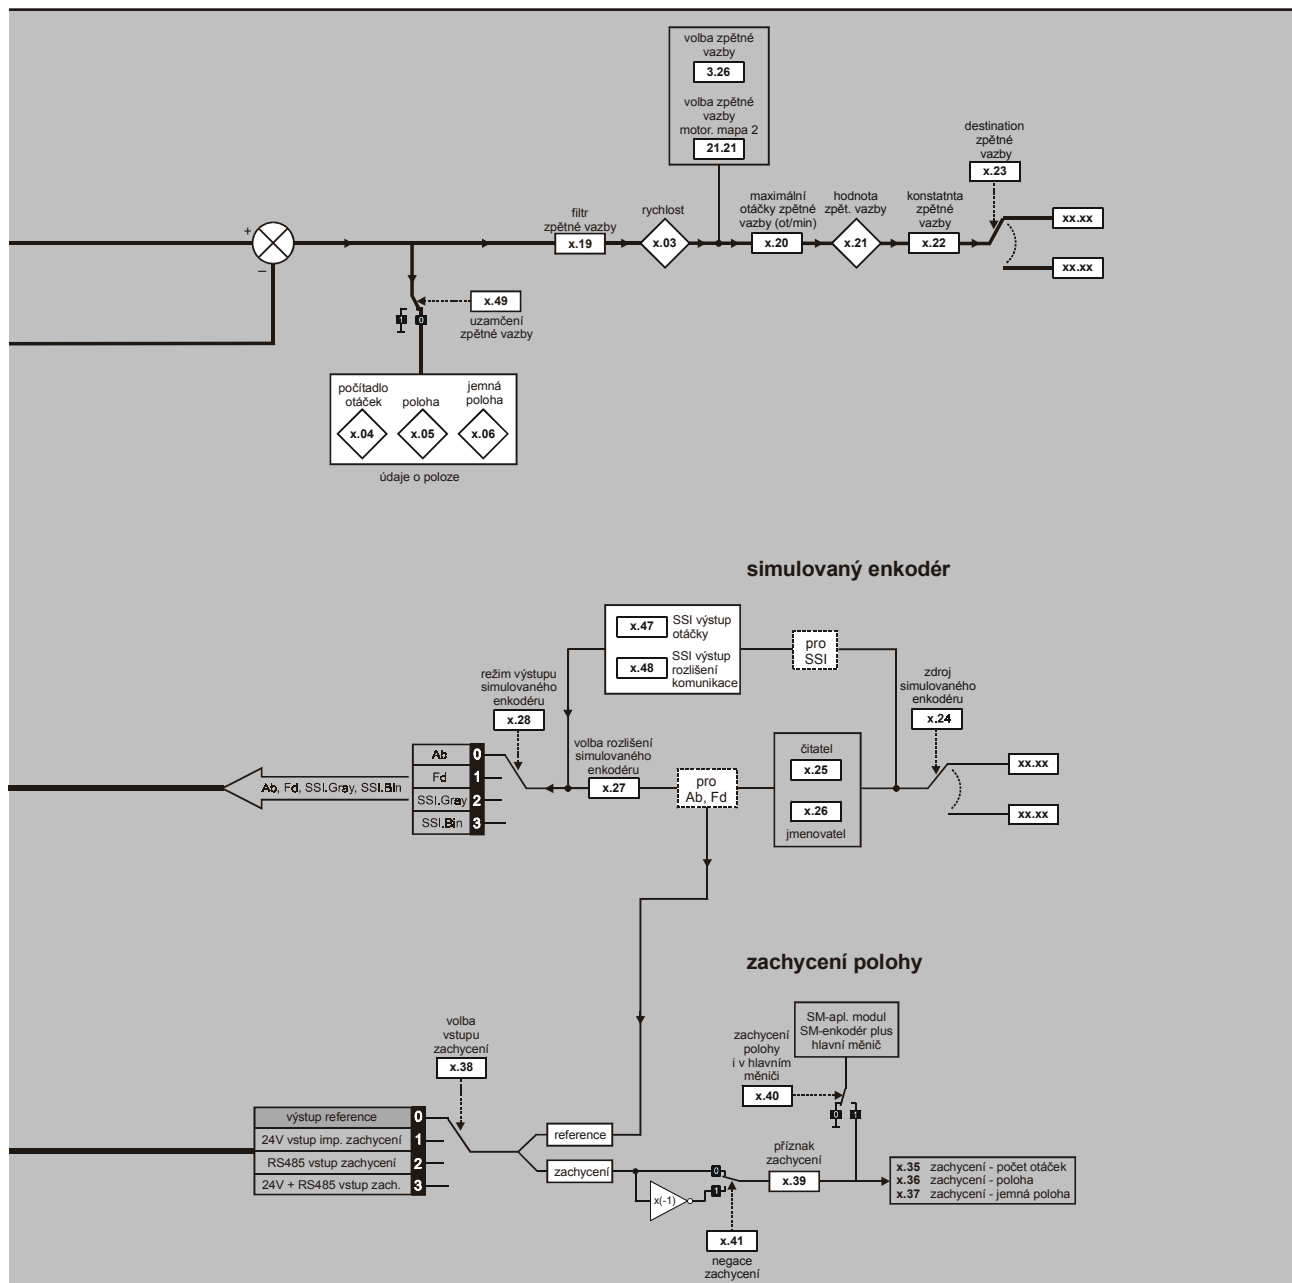 volba zpětné
vazby
3.26
volba zpětné
vazby
motor. mapa 2
21.21
destination
zpětné
vazby
x.23
filtr
zpětné vazby
x.19
rychlost
x.03
maximální
otáčky zpětné
vazby (ot/min)
x.20
hodnota
zpět. vazby
x.21
konstatnta
zpětné
vazby
x.22
xx.xx
xx.xx
+
–
1 0
x.49
uzamčení
zpětné vazby
počítadlo
otáček
x.04
poloha
x.05
jemná
poloha
x.06
údaje o poloze
simulovaný enkodér
x.47 SSI výstup
otáčky
x.48 SSI výstup
rozlišení
komunikace
pro
SSI
režim výstupu
simulovaného
enkodéru
x.28
zdroj
simulovaného
enkodéru
x.24
volba rozlišení
simulovaného
enkodéru
x.27
pro
Ab, Fd
čitatel
x.25
x.26
jmenovatel
xx.xx
xx.xx
Ab, Fd, SSI.Gray, SSI.Bin
Ab 0
Fd 1
SSI.Gray 2
SSI.Bin 3
zachycení polohy
SM-apl. modul
SM-enkodér plus
hlavní měnič
zachycení
polohy
i v hlavním
měniči
x.40
0 1
volba
vstupu
zachycení
x.38
výstup reference 0
24V vstup imp. zachycení 1
RS485 vstup zachycení 2
24V + RS485 vstup zach. 3
reference
zachycení
x(-1)
0
1
x.41
negace
zachycení
příznak
zachycení
x.39
x.35 zachycení - počet otáček
x.36 zachycení - poloha
x.37 zachycení - jemná poloha